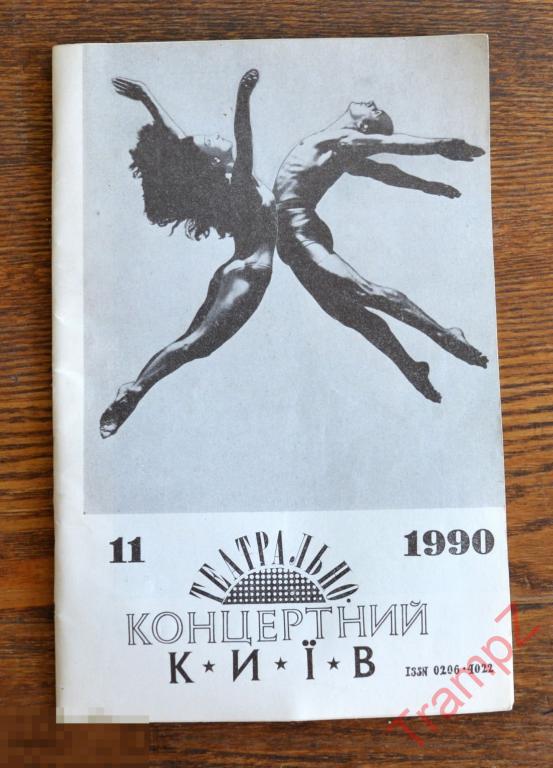 11 1990
ТЕАТРАЛЬНО-
КОНЦЕРТНИЙ
К★И★Ї★В
ISSN 0206-4022
TrampZ